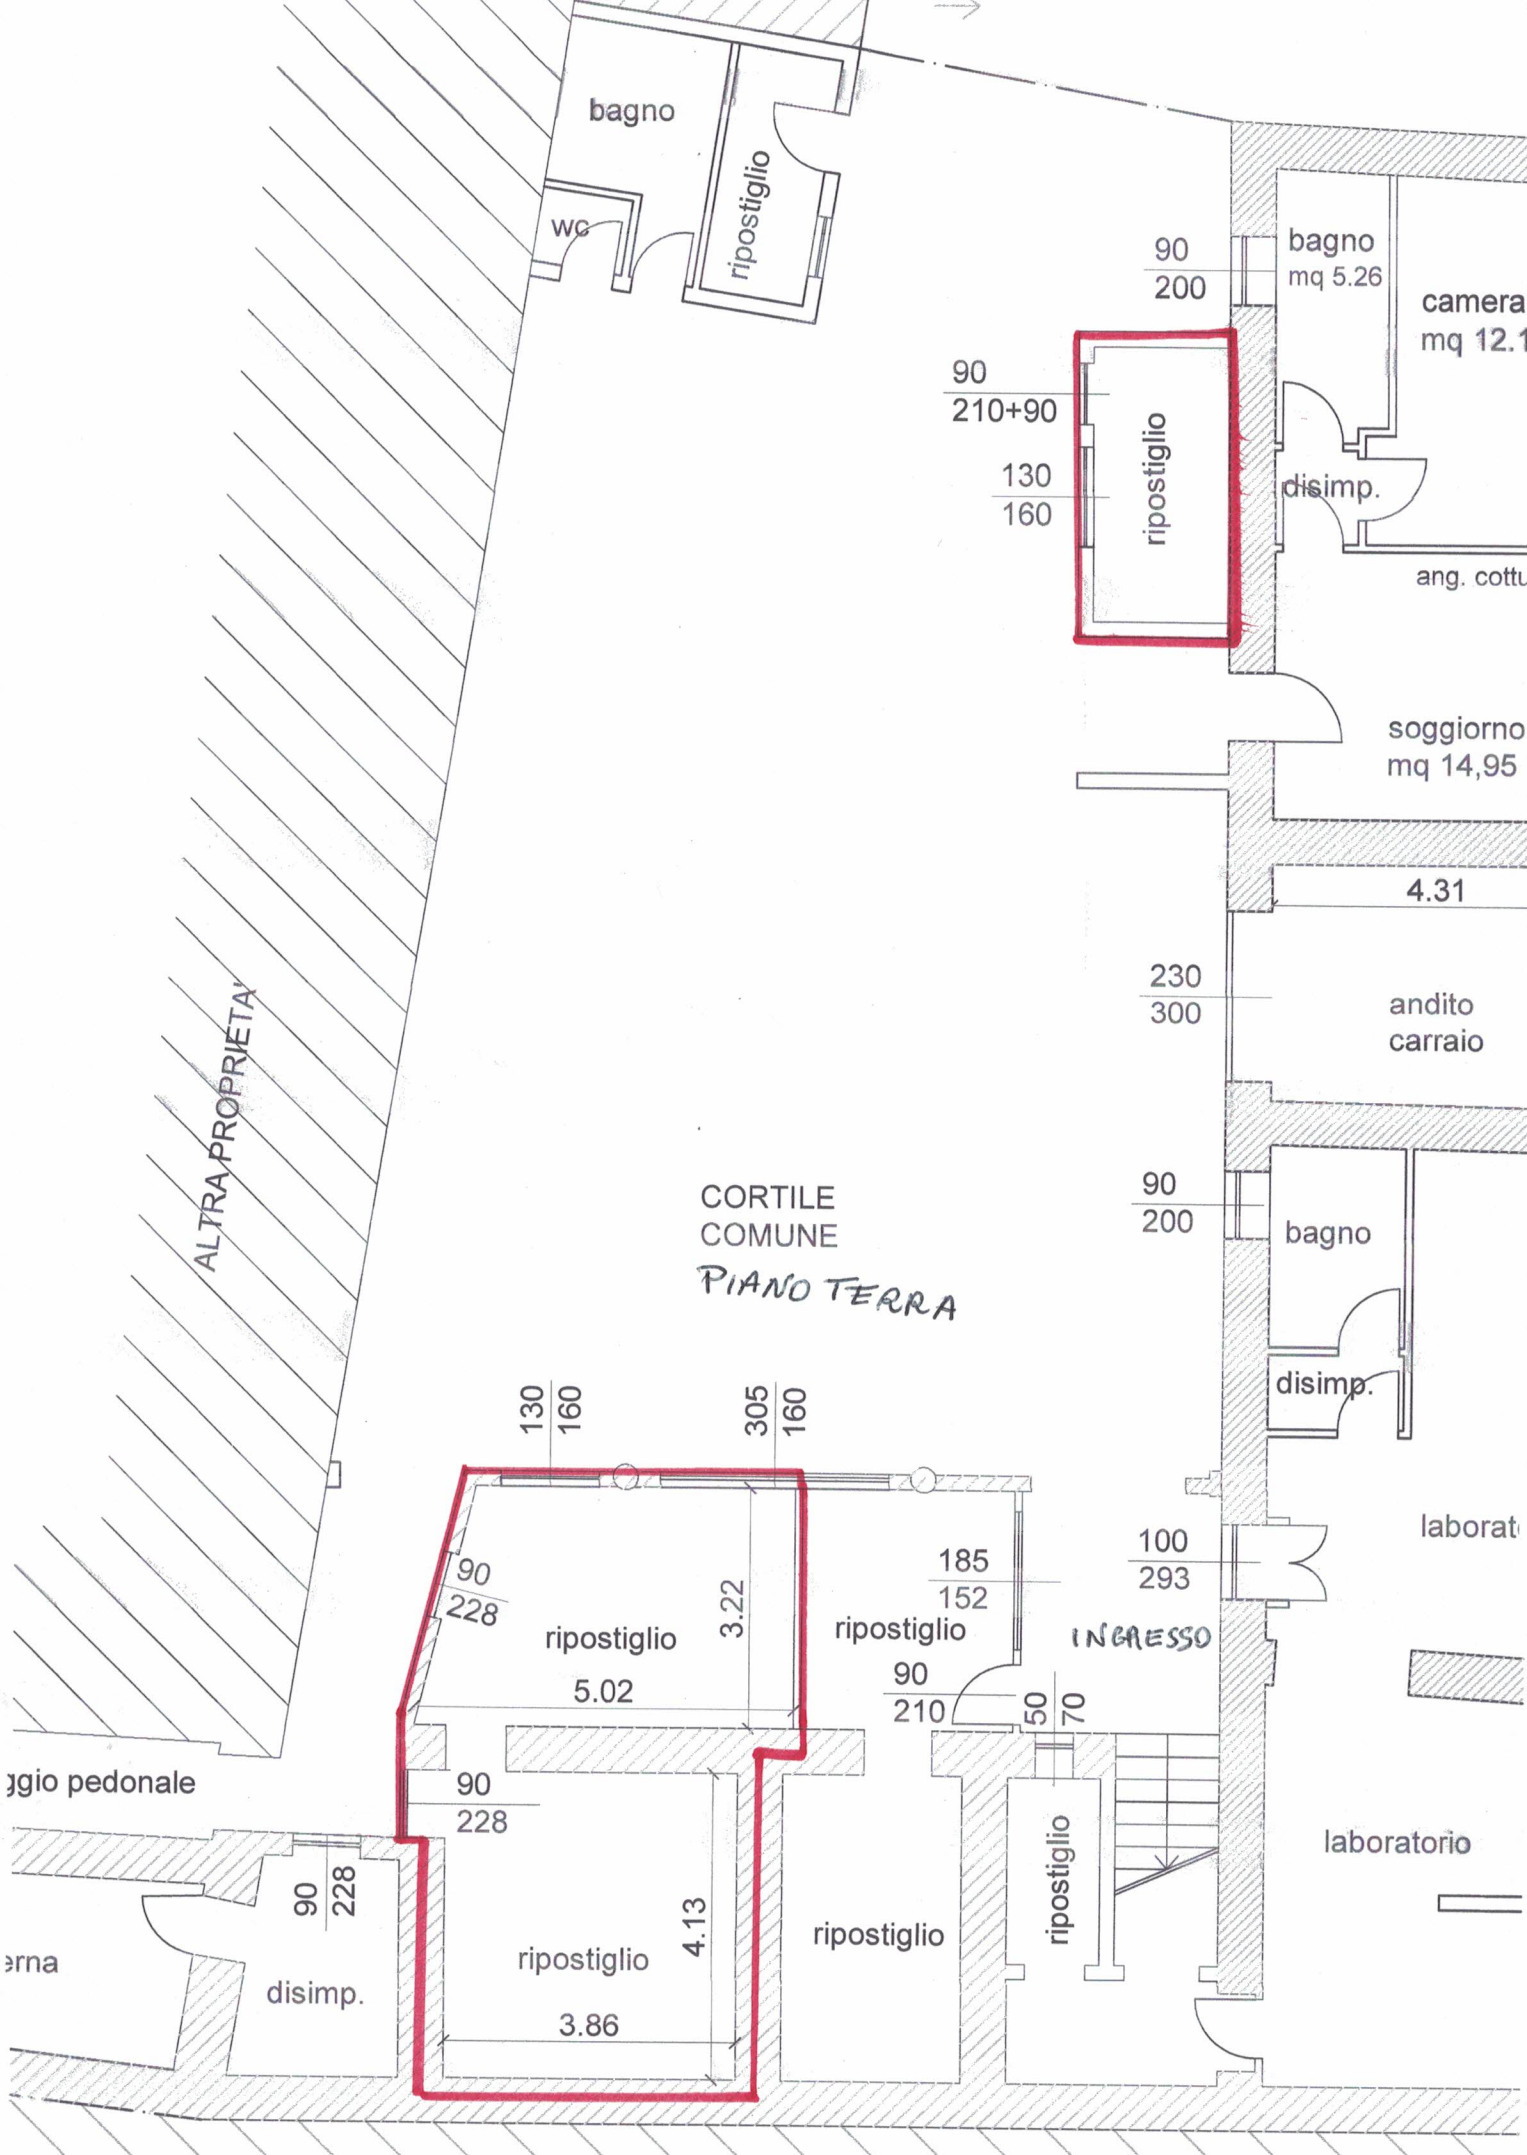 bagno
ripostiglio
wc
90
200
bagno
mq 5.26
camera
mq 12.1
90
210+90
130
160
ripostiglio
disimp.
ang. cottu
soggiorno
mq 14,95
4.31
230
300
andito
carraio
ALTRA PROPRIETA'
CORTILE
COMUNE
PIANO TERRA
90
200
bagno
disimp.
130
160
305
160
90
228
ripostiglio
3.22
5.02
ripostiglio
185
152
90
210
INGRESSO
50
70
100
293
laborat
ggio pedonale
90
228
90
228
ripostiglio
4.13
3.86
ripostiglio
ripostiglio
laboratorio
erna
disimp.